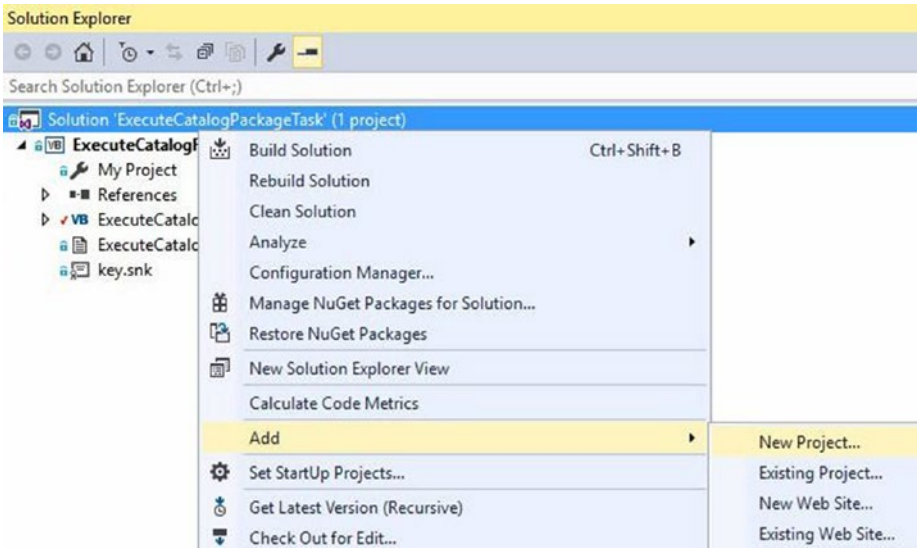 Solution Explorer
Search Solution Explorer (Ctrl+;)
Solution 'ExecuteCatalogPackageTask' (1 project)
VB ExecuteCatalogP
My Project
References
VB ExecuteCatalo
ExecuteCatalo
key.snk
Build Solution Ctrl+Shift+B
Rebuild Solution
Clean Solution
Analyze
Configuration Manager...
Manage NuGet Packages for Solution...
Restore NuGet Packages
New Solution Explorer View
Calculate Code Metrics
Add
Set StartUp Projects...
Get Latest Version (Recursive)
Check Out for Edit...
New Project...
Existing Project...
New Web Site...
Existing Web Site...